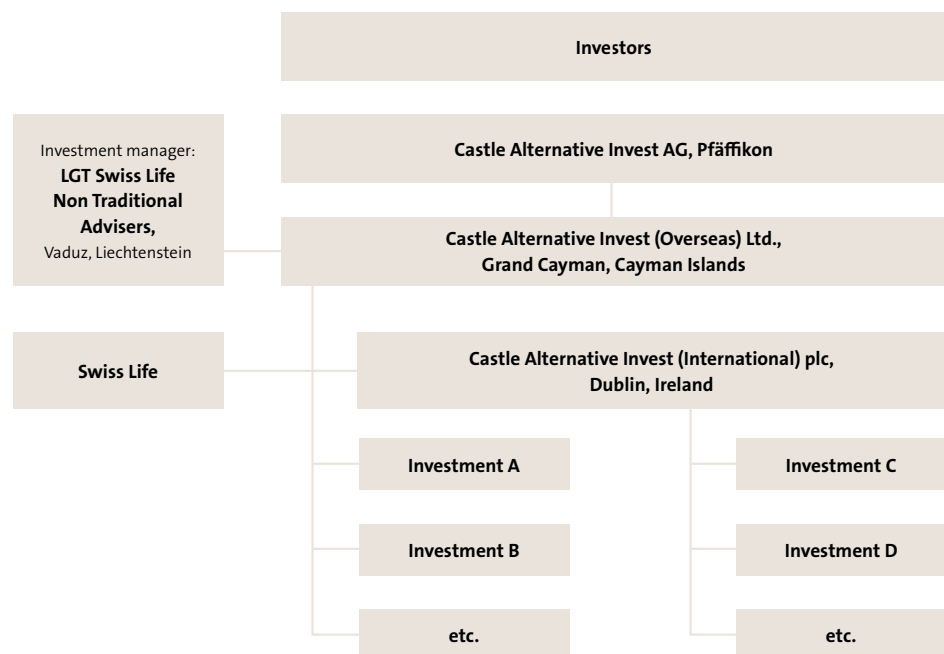 Investors
Investment manager:
LGT Swiss Life
Non Traditional
Advisers,
Vaduz, Liechtenstein
Castle Alternative Invest AG, Pfäffikon
Castle Alternative Invest (Overseas) Ltd.,
Grand Cayman, Cayman Islands
Swiss Life
Castle Alternative Invest (International) plc,
Dublin, Ireland
Investment A
Investment C
Investment B
Investment D
etc.
etc.